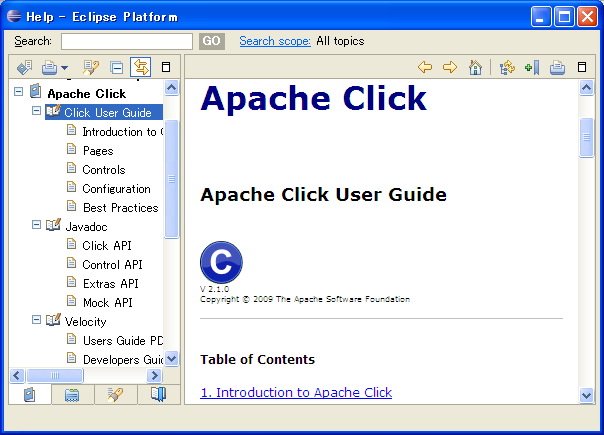 Help - Eclipse Platform
Search: GO Search scope: All topics
Apache Click
Click User Guide
Introduction to
Pages
Controls
Configuration
Best Practices
Javadoc
Click API
Control API
Extras API
Mock API
Velocity
Users Guide PD
Developers Guid
Apache Click
Apache Click User Guide
C
V 2.1.0
Copyright © 2009 The Apache Software Foundation
Table of Contents
1. Introduction to Apache Click